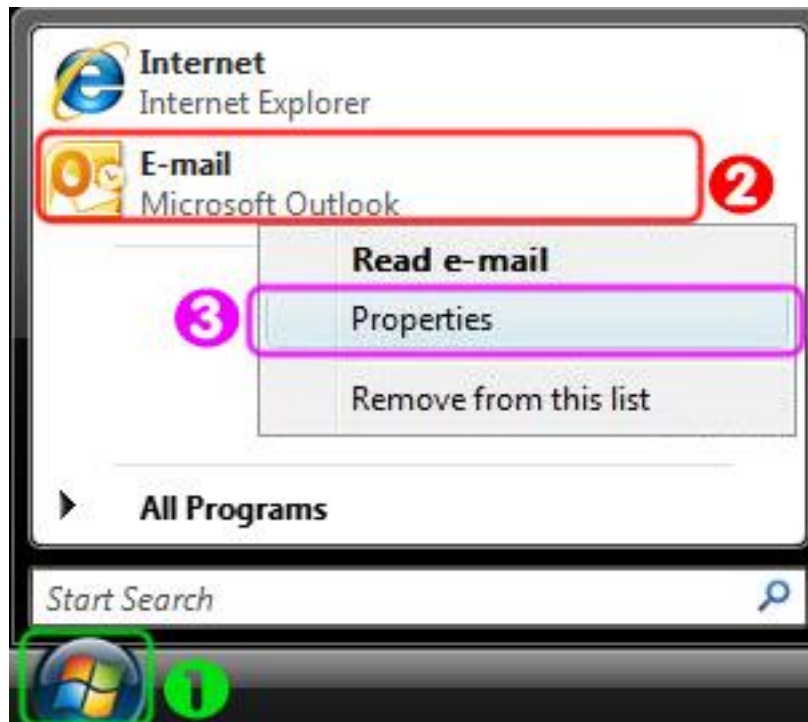 Internet
Internet Explorer
E-mail
Microsoft Outlook
2
Read e-mail
3
Properties
Remove from this list
All Programs
Start Search
1